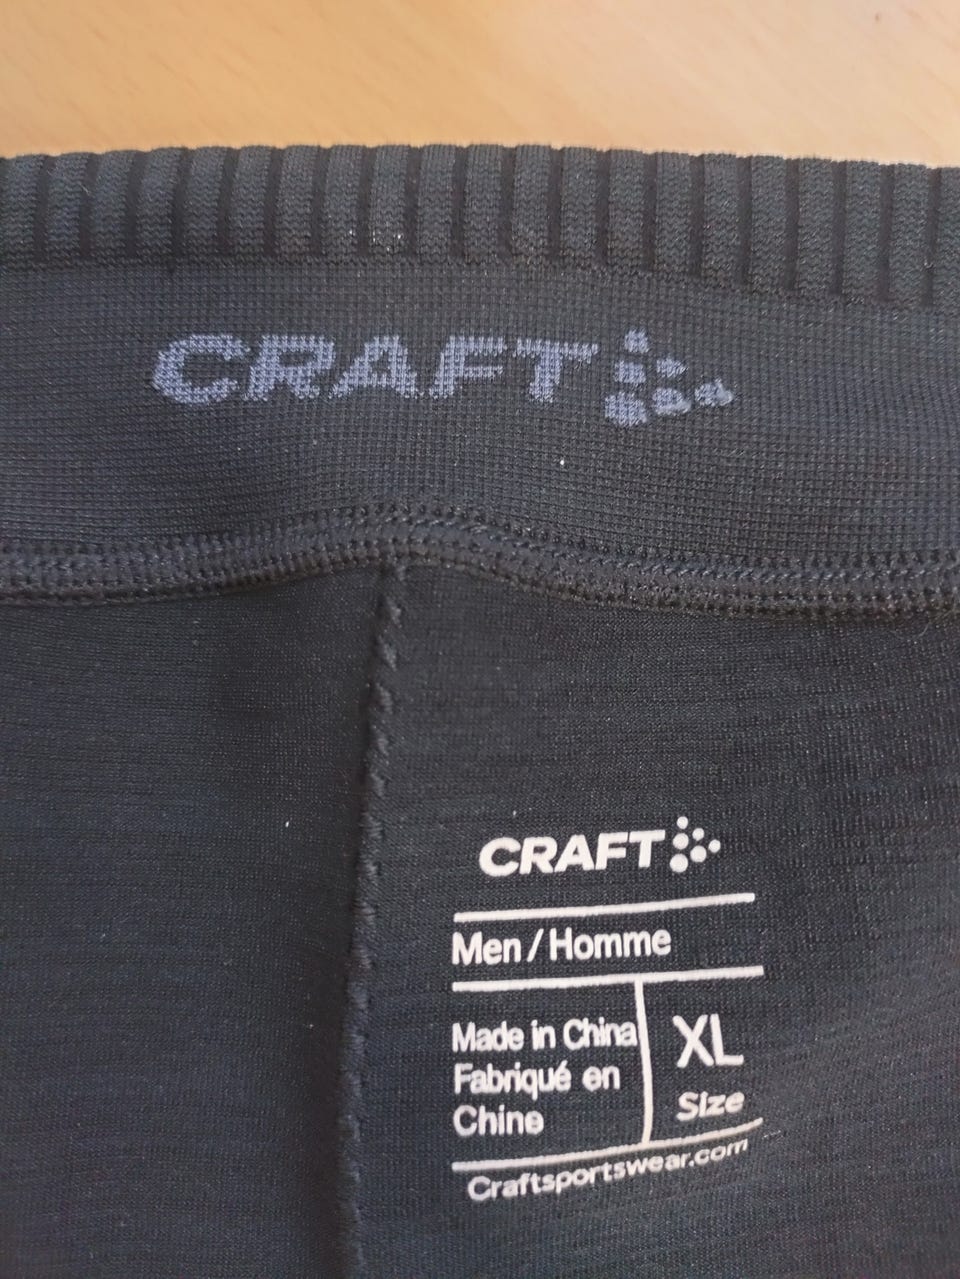 CRAFT
CRAFT
Men / Homme
Made in China
Fabriqué en
Chine
XL
Size
Craftsportswear.com